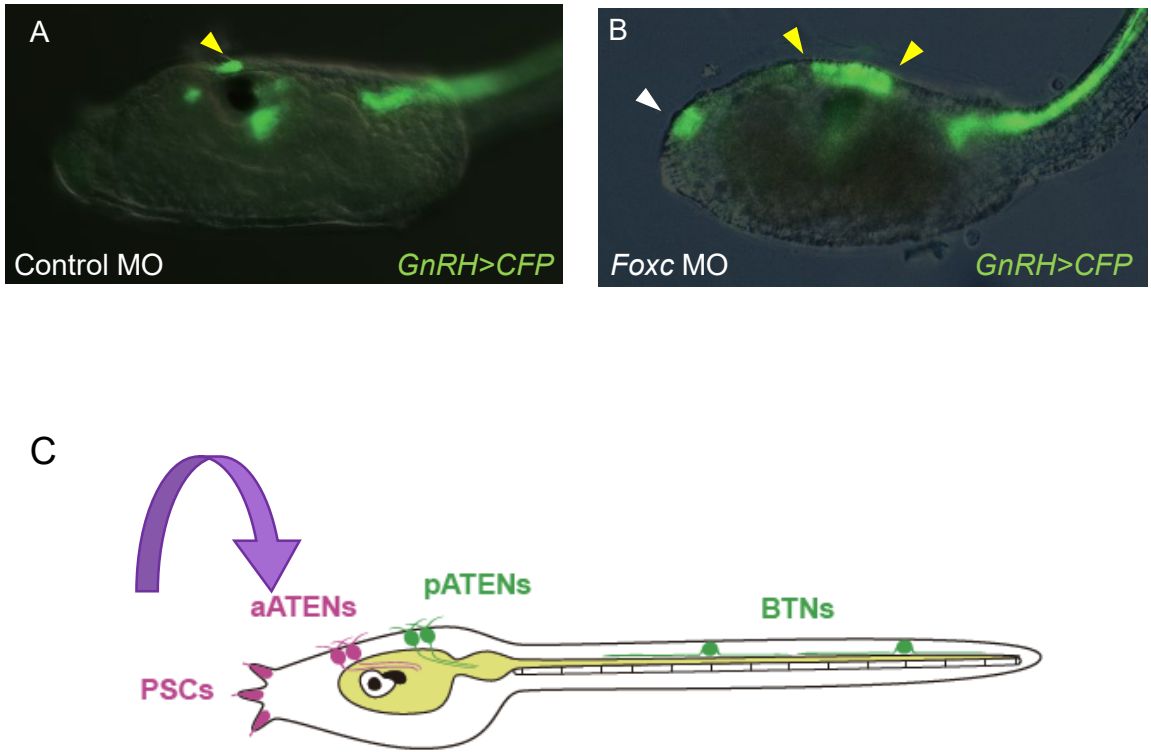 A
Control MO
GnRH>CFP
B
Foxc MO
GnRH>CFP
C
aATENs
pATENs
BTNs
PSCs